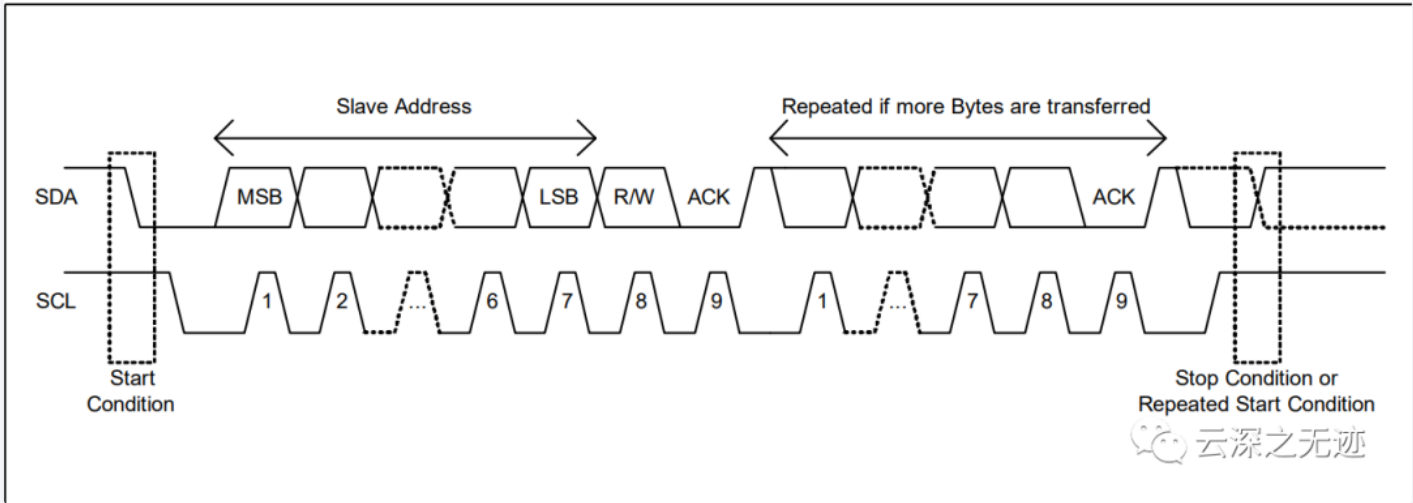 Slave Address
Repeated if more Bytes are transferred
SDA
MSB
LSB
R/W
ACK
ACK
SCL
1
2
...
6
7
8
9
1
...
7
8
9
Start
Condition
Stop Condition or
Repeated Start Condition
云深之无迹